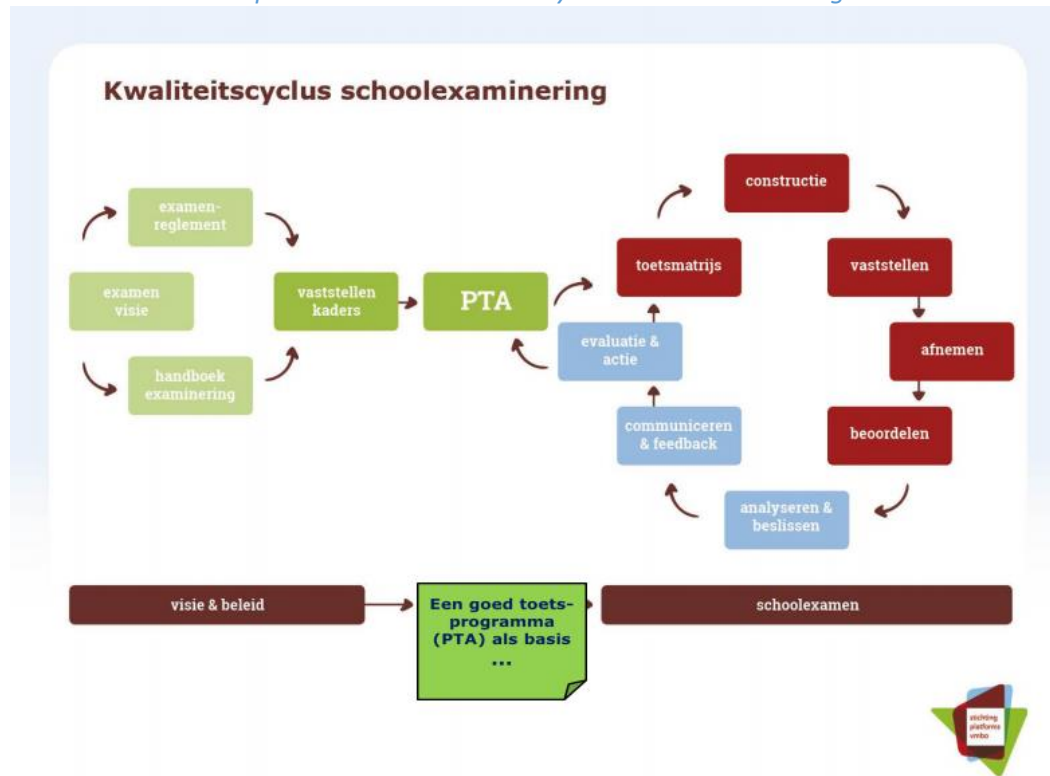 Kwaliteitscyclus schoolexaminering
examen-
reglement
examen
visie
handboek
examinering
vaststellen
kaders
PTA
constructie
toetsmatrijs
vaststellen
evaluatie &
actie
afnemen
communiceren
& feedback
beoordelen
analyseren &
beslissen
visie & beleid
Een goed toets-
programma
(PTA) als basis
...
schoolexamen
stichting
platforms
vmbo